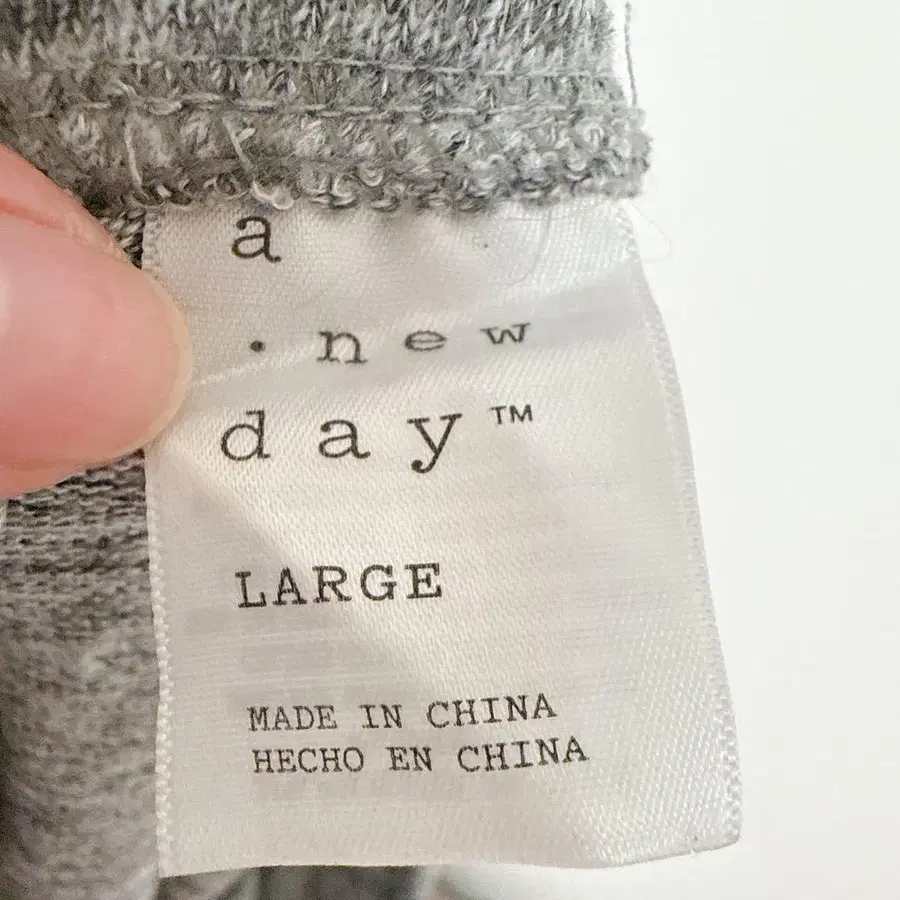 a
· new
day™
LARGE
MADE IN CHINA
HECHO EN CHINA